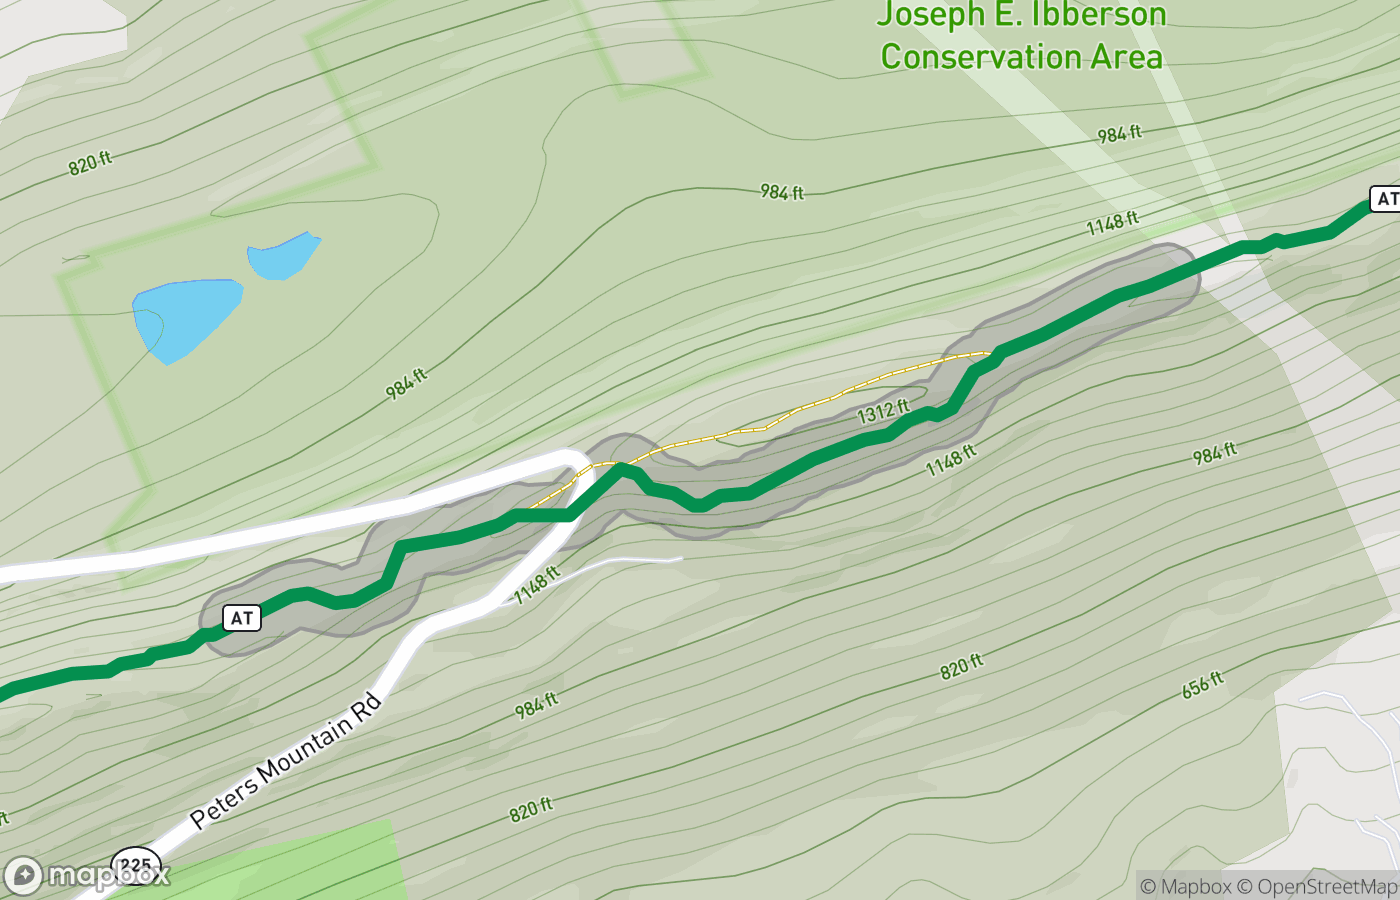 Joseph E. Ibberson
Conservation Area
820 ft
984 ft
984 ft
1148 ft
AT
984 ft
1312 ft
1148 ft
984 ft
1148 ft
AT
820 ft
656 ft
984 ft
Peters Mountain Rd
820 ft
ft
225
mapbox
© Mapbox © OpenStreetMap